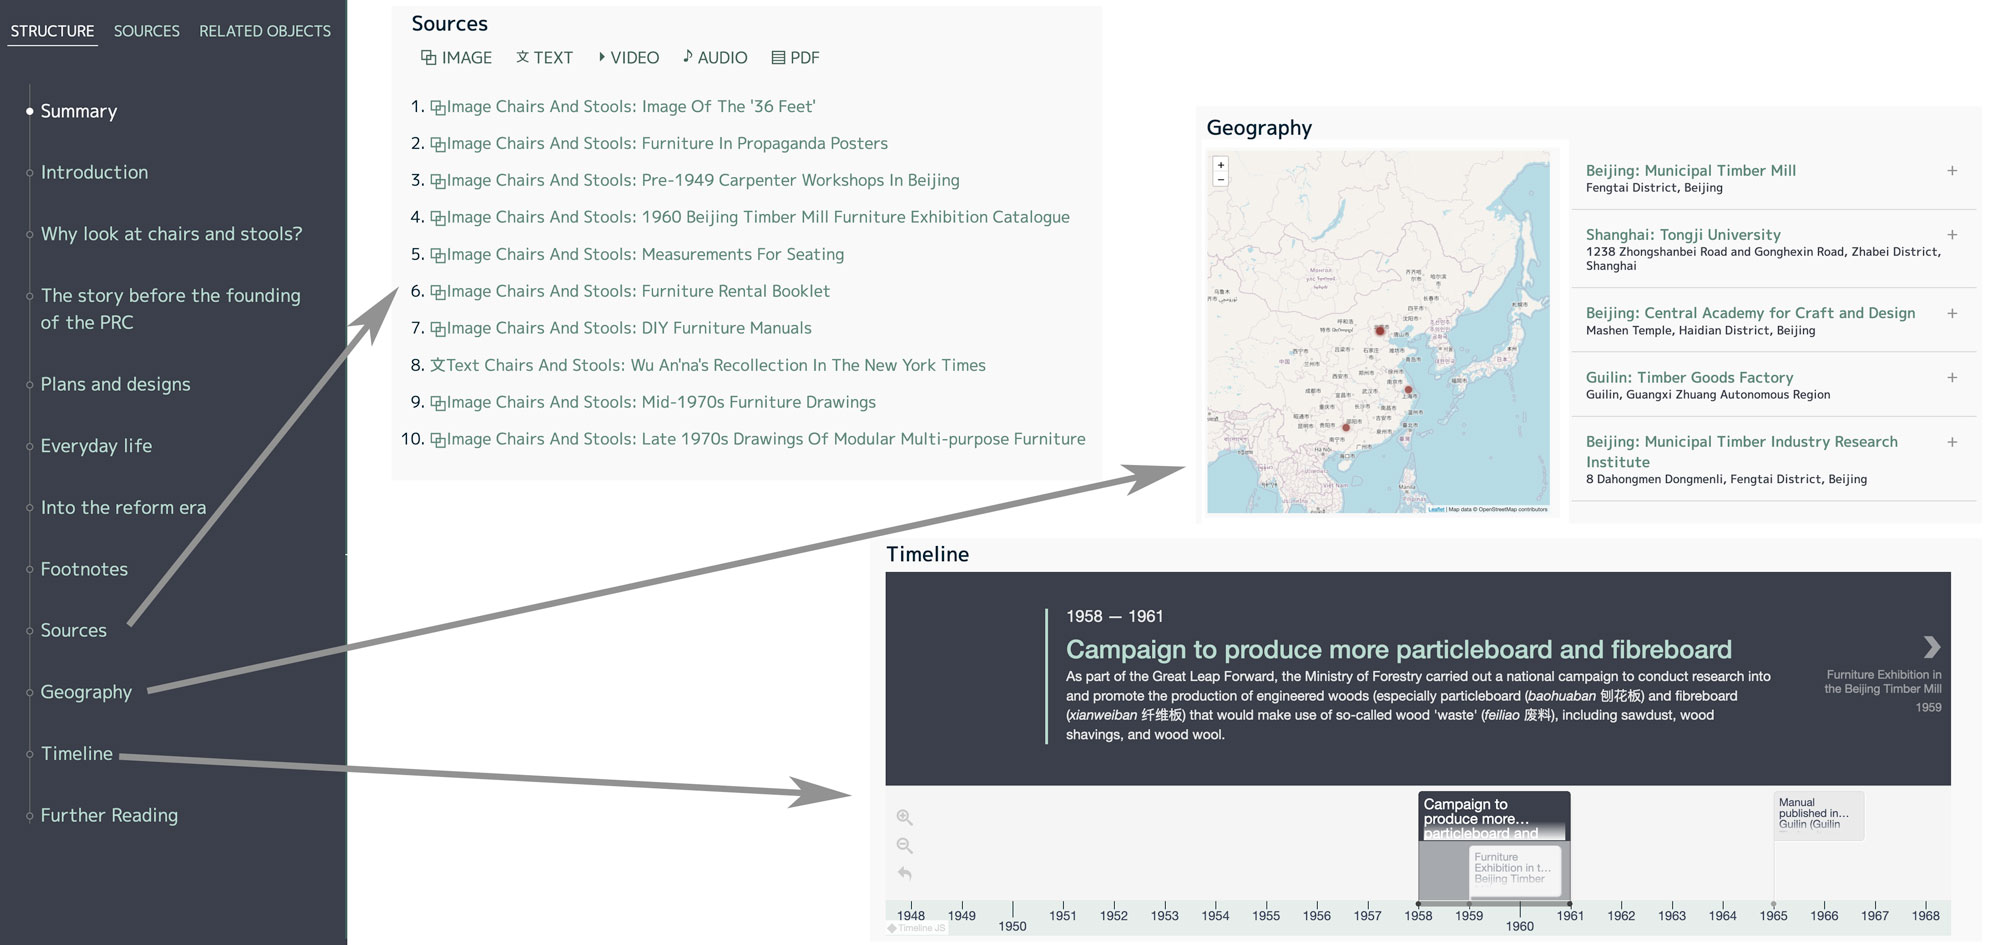 STRUCTURE SOURCES RELATED OBJECTS
Summary
Introduction
Why look at chairs and stools?
The story before the founding
of the PRC
Plans and designs
Everyday life
Into the reform era
Footnotes
Sources
Geography
Timeline
Further Reading
Sources
IMAGE 文 TEXT VIDEO AUDIO PDF
1. Image Chairs And Stools: Image Of The '36 Feet'
2. Image Chairs And Stools: Furniture In Propaganda Posters
3. Image Chairs And Stools: Pre-1949 Carpenter Workshops In Beijing
4. Image Chairs And Stools: 1960 Beijing Timber Mill Furniture Exhibition Catalogue
5. Image Chairs And Stools: Measurements For Seating
6. Image Chairs And Stools: Furniture Rental Booklet
7. Image Chairs And Stools: DIY Furniture Manuals
8. 文Text Chairs And Stools: Wu An'na's Recollection In The New York Times
9. Image Chairs And Stools: Mid-1970s Furniture Drawings
10. Image Chairs And Stools: Late 1970s Drawings Of Modular Multi-purpose Furniture
Geography
+
−
Leaflet | Map data © OpenStreetMap contributors
Beijing: Municipal Timber Mill +
Fengtai District, Beijing
Shanghai: Tongji University +
1238 Zhongshanbei Road and Gonghexin Road, Zhabei District,
Shanghai
Beijing: Central Academy for Craft and Design +
Mashen Temple, Haidian District, Beijing
Guilin: Timber Goods Factory +
Guilin, Guangxi Zhuang Autonomous Region
Beijing: Municipal Timber Industry Research +
Institute
8 Dahongmen Dongmenli, Fengtai District, Beijing
Timeline
1958 — 1961
Campaign to produce more particleboard and fibreboard
As part of the Great Leap Forward, the Ministry of Forestry carried out a national campaign to conduct research into
and promote the production of engineered woods (especially particleboard (baohuaban 刨花板) and fibreboard
(xianweiban 纤维板) that would make use of so-called wood 'waste' (feiliao 废料), including sawdust, wood
shavings, and wood wool.
Furniture Exhibition in
the Beijing Timber Mill
1959
Campaign to
produce more...
particleboard and
Furniture
Exhibition in t...
Beijing Timber
Manual
published in...
Guilin (Guilin
1948 1949 1950 1951 1952 1953 1954 1955 1956 1957 1958 1959 1960 1961 1962 1963 1964 1965 1966 1967 1968
Timeline JS